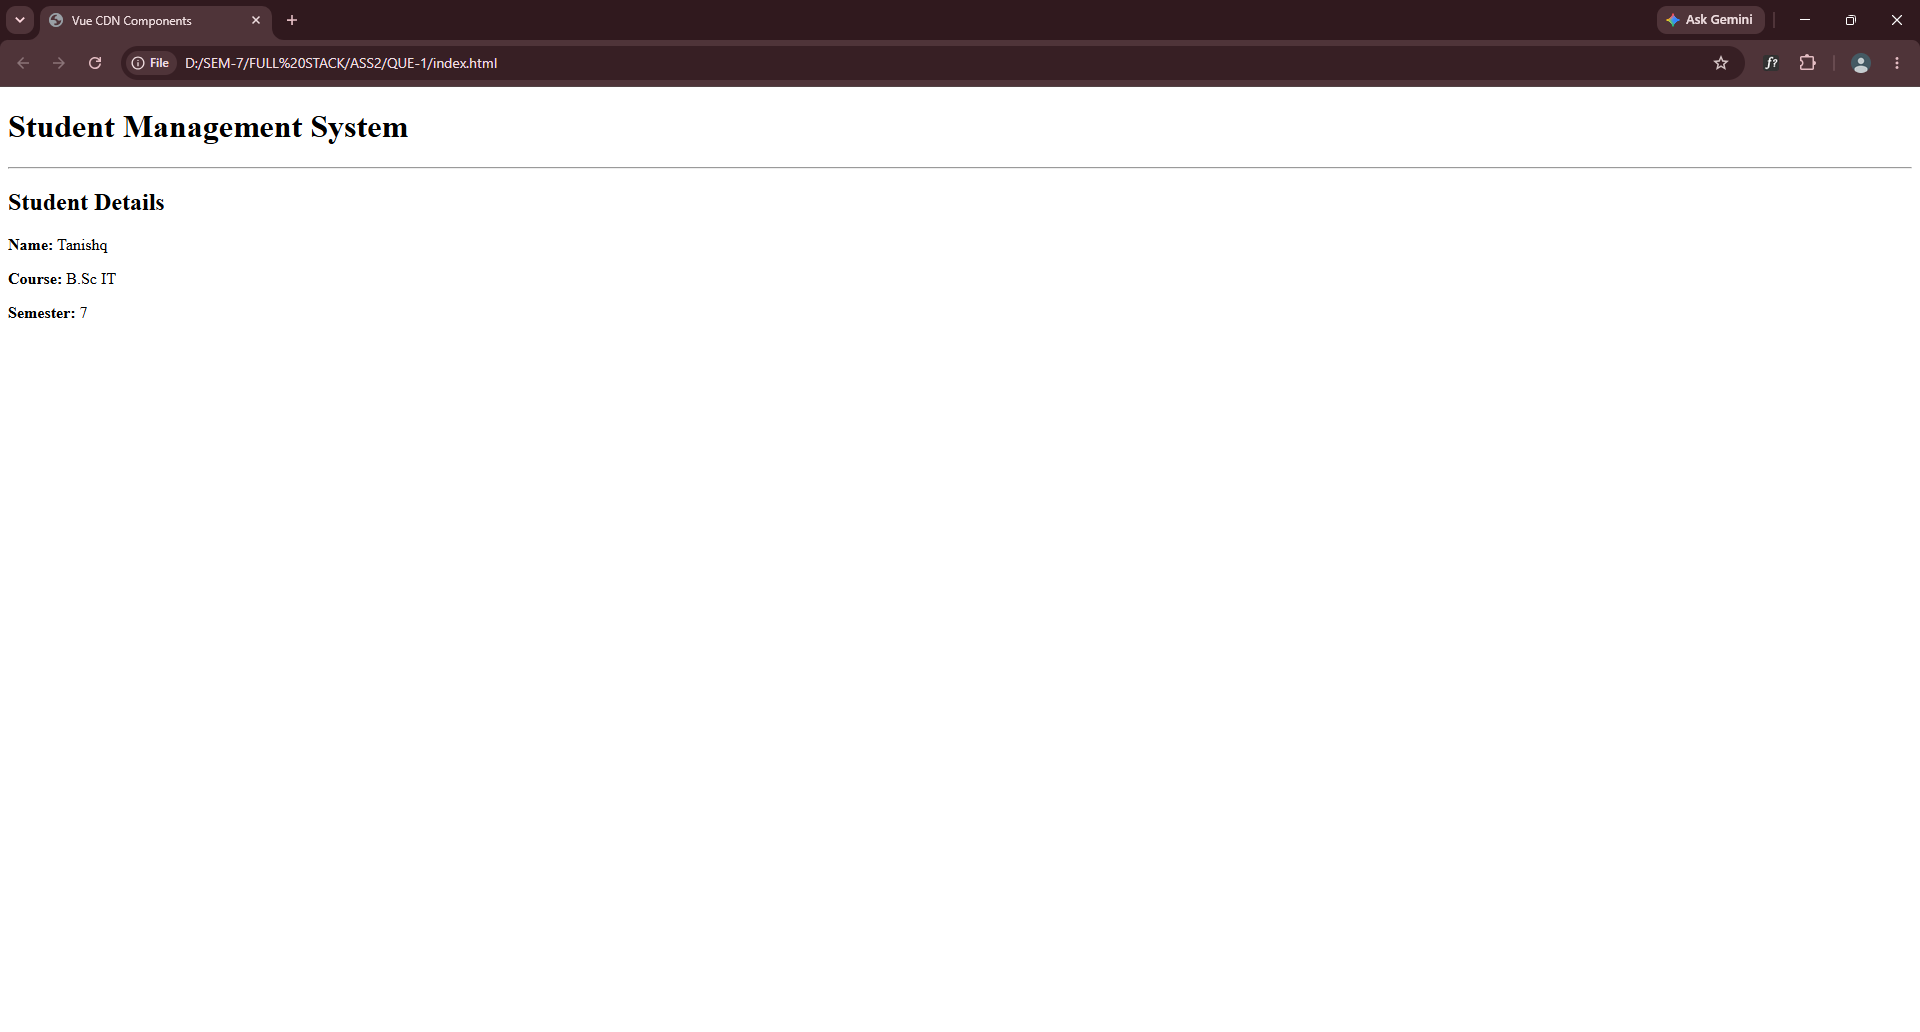 Vue CDN Components
Ask Gemini
File
D:/SEM-7/FULL%20STACK/ASS2/QUE-1/index.html
f?
Student Management System
Student Details
Name: Tanishq
Course: B.Sc IT
Semester: 7